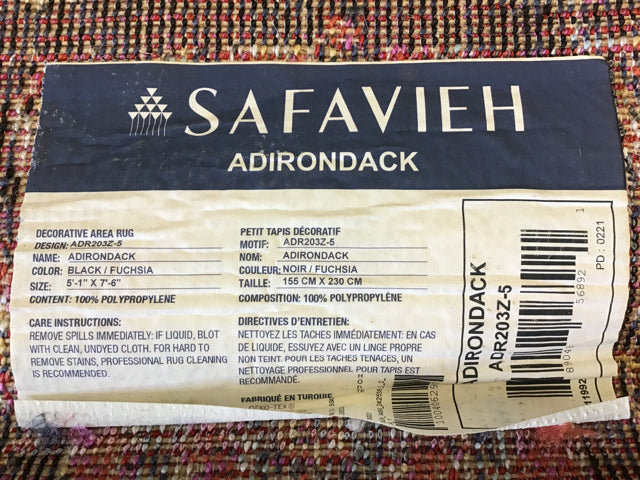 SAFAVIEH
ADIRONDACK
DECORATIVE AREA RUG
DESIGN: ADR203Z-5
NAME: ADIRONDACK
COLOR: BLACK / FUCHSIA
SIZE: 5'-1" X 7'-6"
CONTENT: 100% POLYPROPYLENE
CARE INSTRUCTIONS:
REMOVE SPILLS IMMEDIATELY: IF LIQUID, BLOT
WITH CLEAN, UNDYED CLOTH. FOR HARD TO
REMOVE STAINS, PROFESSIONAL RUG CLEANING
IS RECOMMENDED.
PETIT TAPIS DÉCORATIF
MOTIF: ADR203Z-5
NOM: ADIRONDACK
COULEUR: NOIR / FUCHSIA
TAILLE: 155 CM X 230 CM
COMPOSITION: 100% POLYPROPYLÈNE
DIRECTIVES D'ENTRETIEN:
NETTOYEZ LES TACHES IMMÉDIATEMENT: EN CAS
DE LIQUIDE, ESSUYEZ AVEC UN LINGE PROPRE
NON TEINT. POUR LES TACHES TENACES, UN
NETTOYAGE PROFESSIONNEL POUR TAPIS EST
RECOMMANDÉ.
FABRIQUÉ EN TURQUIE
OEKO-TEX®
10040629
ADIRONDACK
ADR203Z-5
56892 1
PD: 0221